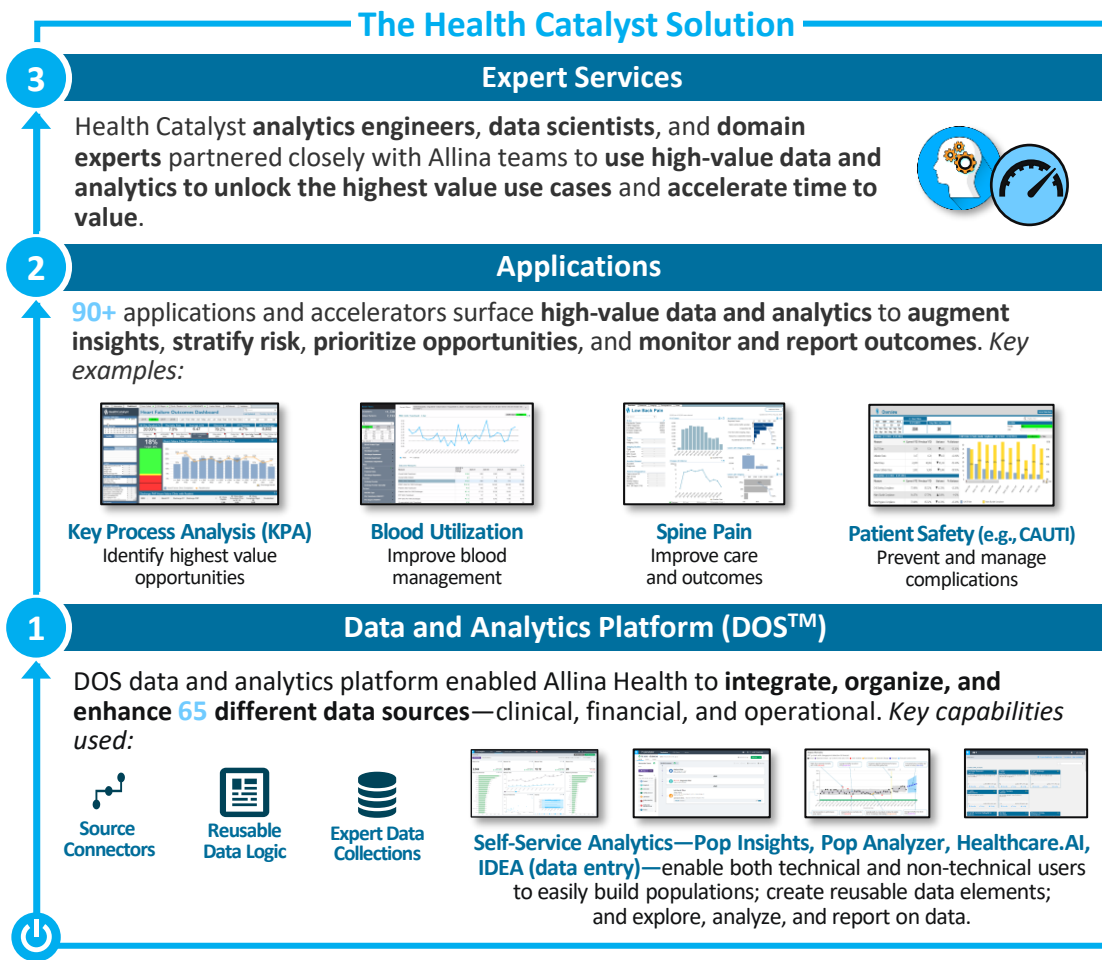 The Health Catalyst Solution
3
Expert Services
Health Catalyst analytics engineers, data scientists, and domain
experts partnered closely with Allina teams to use high-value data and
analytics to unlock the highest value use cases and accelerate time to
value.
2
Applications
90+ applications and accelerators surface high-value data and analytics to augment
insights, stratify risk, prioritize opportunities, and monitor and report outcomes. Key
examples:
Heart Failure Outcomes Dashboard
18%
Low Back Pain
Key Process Analysis (KPA)
Identify highest value
opportunities
Blood Utilization
Improve blood
management
Spine Pain
Improve care
and outcomes
Patient Safety (e.g., CAUTI)
Prevent and manage
complications
1
Data and Analytics Platform (DOS™)
DOS data and analytics platform enabled Allina Health to integrate, organize, and
enhance 65 different data sources—clinical, financial, and operational. Key capabilities
used:
Source
Connectors
Reusable
Data Logic
Expert Data
Collections
Self-Service Analytics—Pop Insights, Pop Analyzer, Healthcare.AI,
IDEA (data entry)—enable both technical and non-technical users
to easily build populations; create reusable data elements;
and explore, analyze, and report on data.